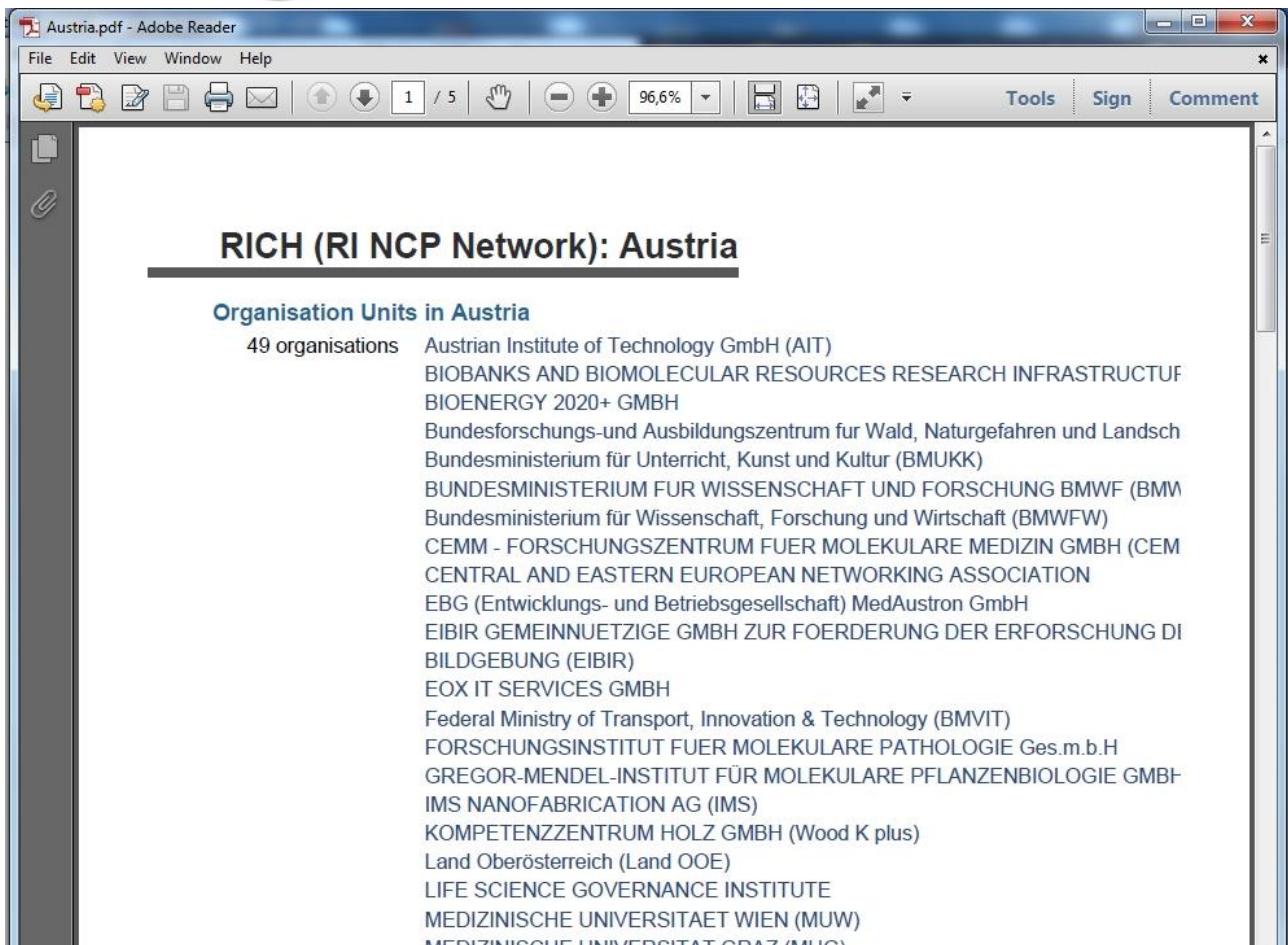 Austria.pdf - Adobe Reader
File Edit View Window Help
1 / 5 96,6% Tools Sign Comment
RICH (RI NCP Network): Austria
Organisation Units in Austria
49 organisations Austrian Institute of Technology GmbH (AIT)
BIOBANKS AND BIOMOLECULAR RESOURCES RESEARCH
BIOENERGY 2020+ GMBH
Bundesforschungs-und Ausbildungszentrum fur Wald, Naturgefahren und Landsch
Bundesministerium für Unterricht, Kunst und Kultur (BMUKK)
BUNDESMINISTERIUM FUR WISSENSCHAFT UND FORSCHUNG BMWF
Bundesministerium für Wissenschaft, Forschung und Wirtschaft (BMWFW)
CEMM - FORSCHUNGSZENTRUM FUER MOLEKULARE MEDIZIN GMBH (CEM
CENTRAL AND EASTERN EUROPEAN NETWORKING ASSOCIATION
EBG (Entwicklungs- und Betriebsgesellschaft) MedAustron GmbH
EIBIR GEMEINNUETZIGE GMBH ZUR FOERDERUNG DER ERFORSCHUNG
BILDGEBUNG (EIBIR)
EOX IT SERVICES GMBH
Federal Ministry of Transport, Innovation & Technology (BMVIT)
FORSCHUNGSINSTITUT FUER MOLEKULARE PATHOLOGIE Ges.m.b.H
GREGOR-MENDEL-INSTITUT FÜR MOLEKULARE PFLANZENBIOLOGIE GMBH
IMS NANOFABRICATION AG (IMS)
KOMPETENZZENTRUM HOLZ GMBH (Wood K plus)
Land Oberösterreich (Land OOE)
LIFE SCIENCE GOVERNANCE INSTITUTE
MEDIZINISCHE UNIVERSITAET WIEN (MUW)
MEDIZINISCHE UNIVERSITAT GRAZ (MUG)